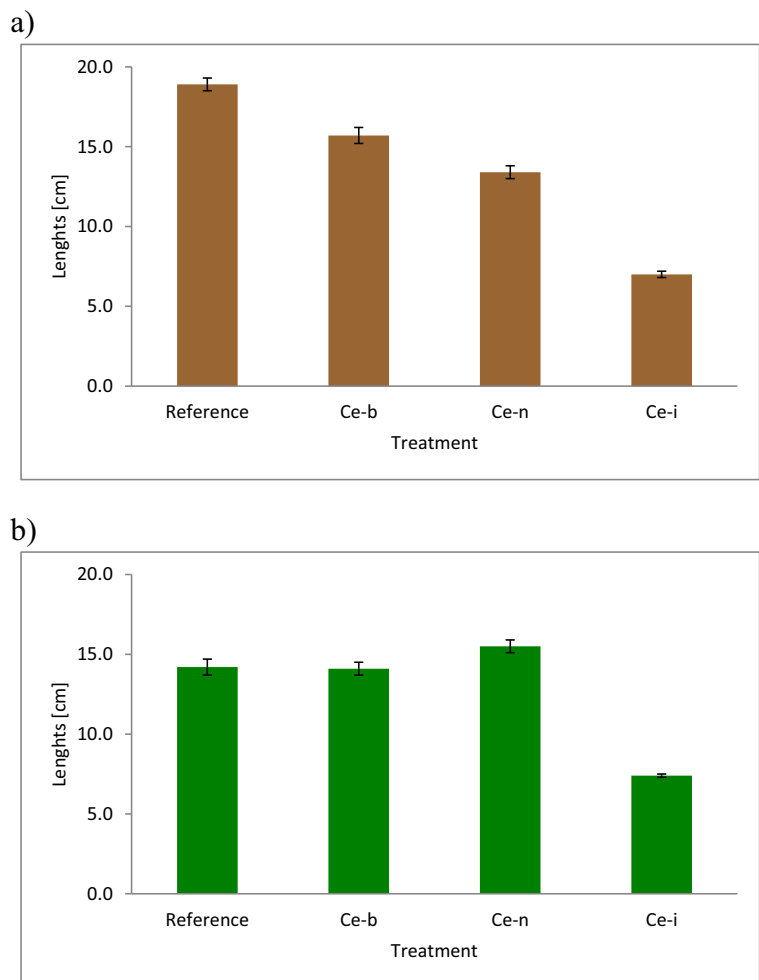 a)
20.0
15.0
10.0
5.0
0.0
Lenghts [cm]
Reference Ce-b Ce-n Ce-i
Treatment
b)
20.0
15.0
10.0
5.0
0.0
Lenghts [cm]
Reference Ce-b Ce-n Ce-i
Treatment